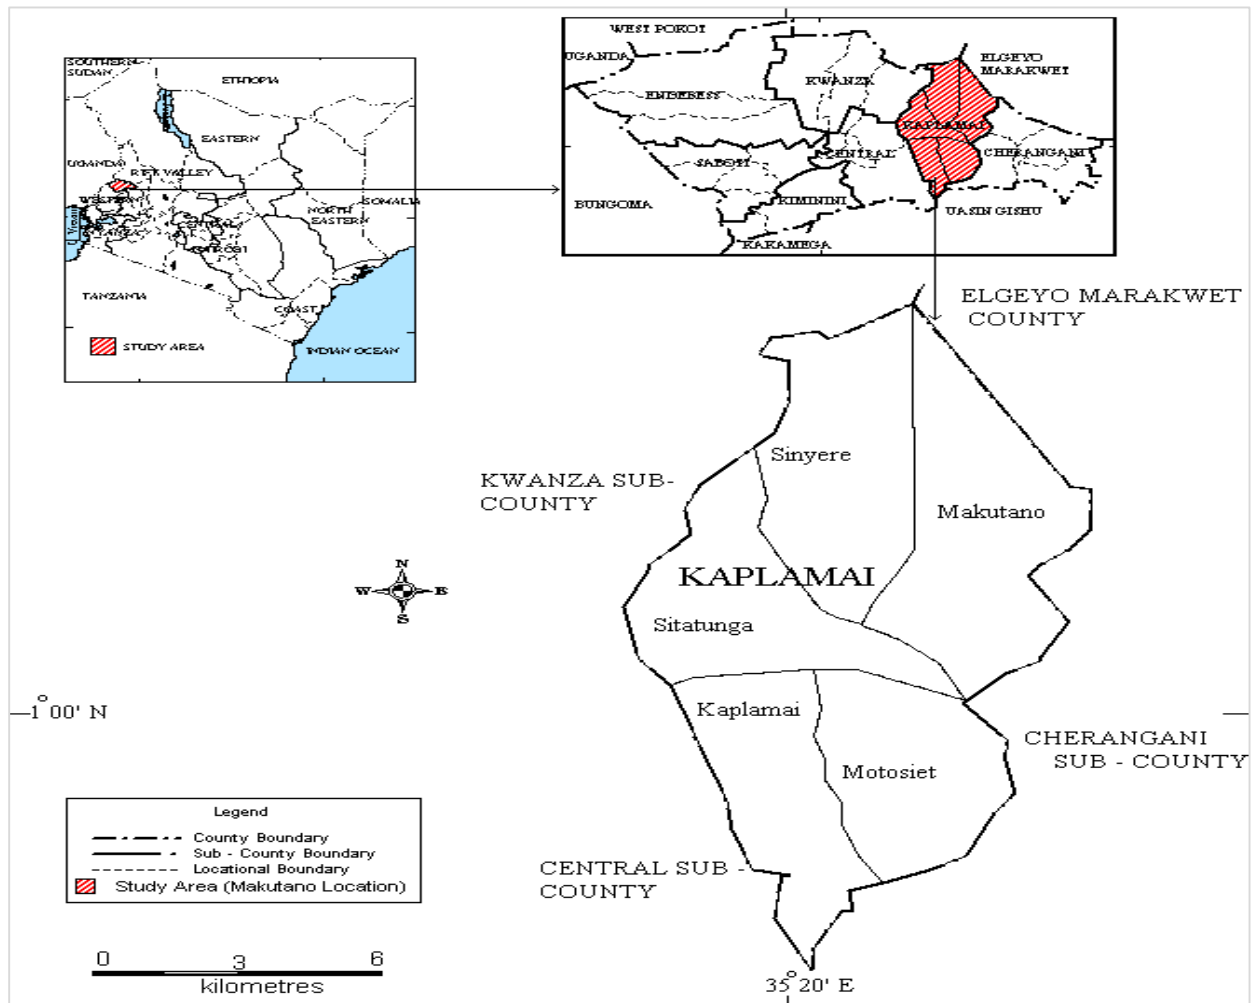 SOUTHERN
SUDAN
ETHIOPIA
EASTERN
UGANDA
RIFT VALLEY
WESTERN
NORTH
EASTERN
SOMALIA
CENTRAL
NAIROBI
TANZANIA
COAST
STUDY AREA
INDIAN OCEAN
WEST POKOT
UGANDA
ELGEYO
MARAKWET
KWANZA
ENDEBESS
KAPLAMAI
CENTRAL
CHERANGANI
SABOTI
KIMININI
BUNGOMA
UASIN GISHU
KAKAMEGA
ELGEYO MARAKWET
COUNTY
Sinyere
KWANZA SUB-
COUNTY
Makutano
KAPLAMAI
N
W E
S
Sitatunga
1° 00' N
Kaplamai
CHERANGANI
SUB - COUNTY
Motosiet
Legend
County Boundary
Sub - County Boundary
Locational Boundary
Study Area (Makutano Location)
CENTRAL SUB -
COUNTY
0 3 6
kilometres
35° 20' E